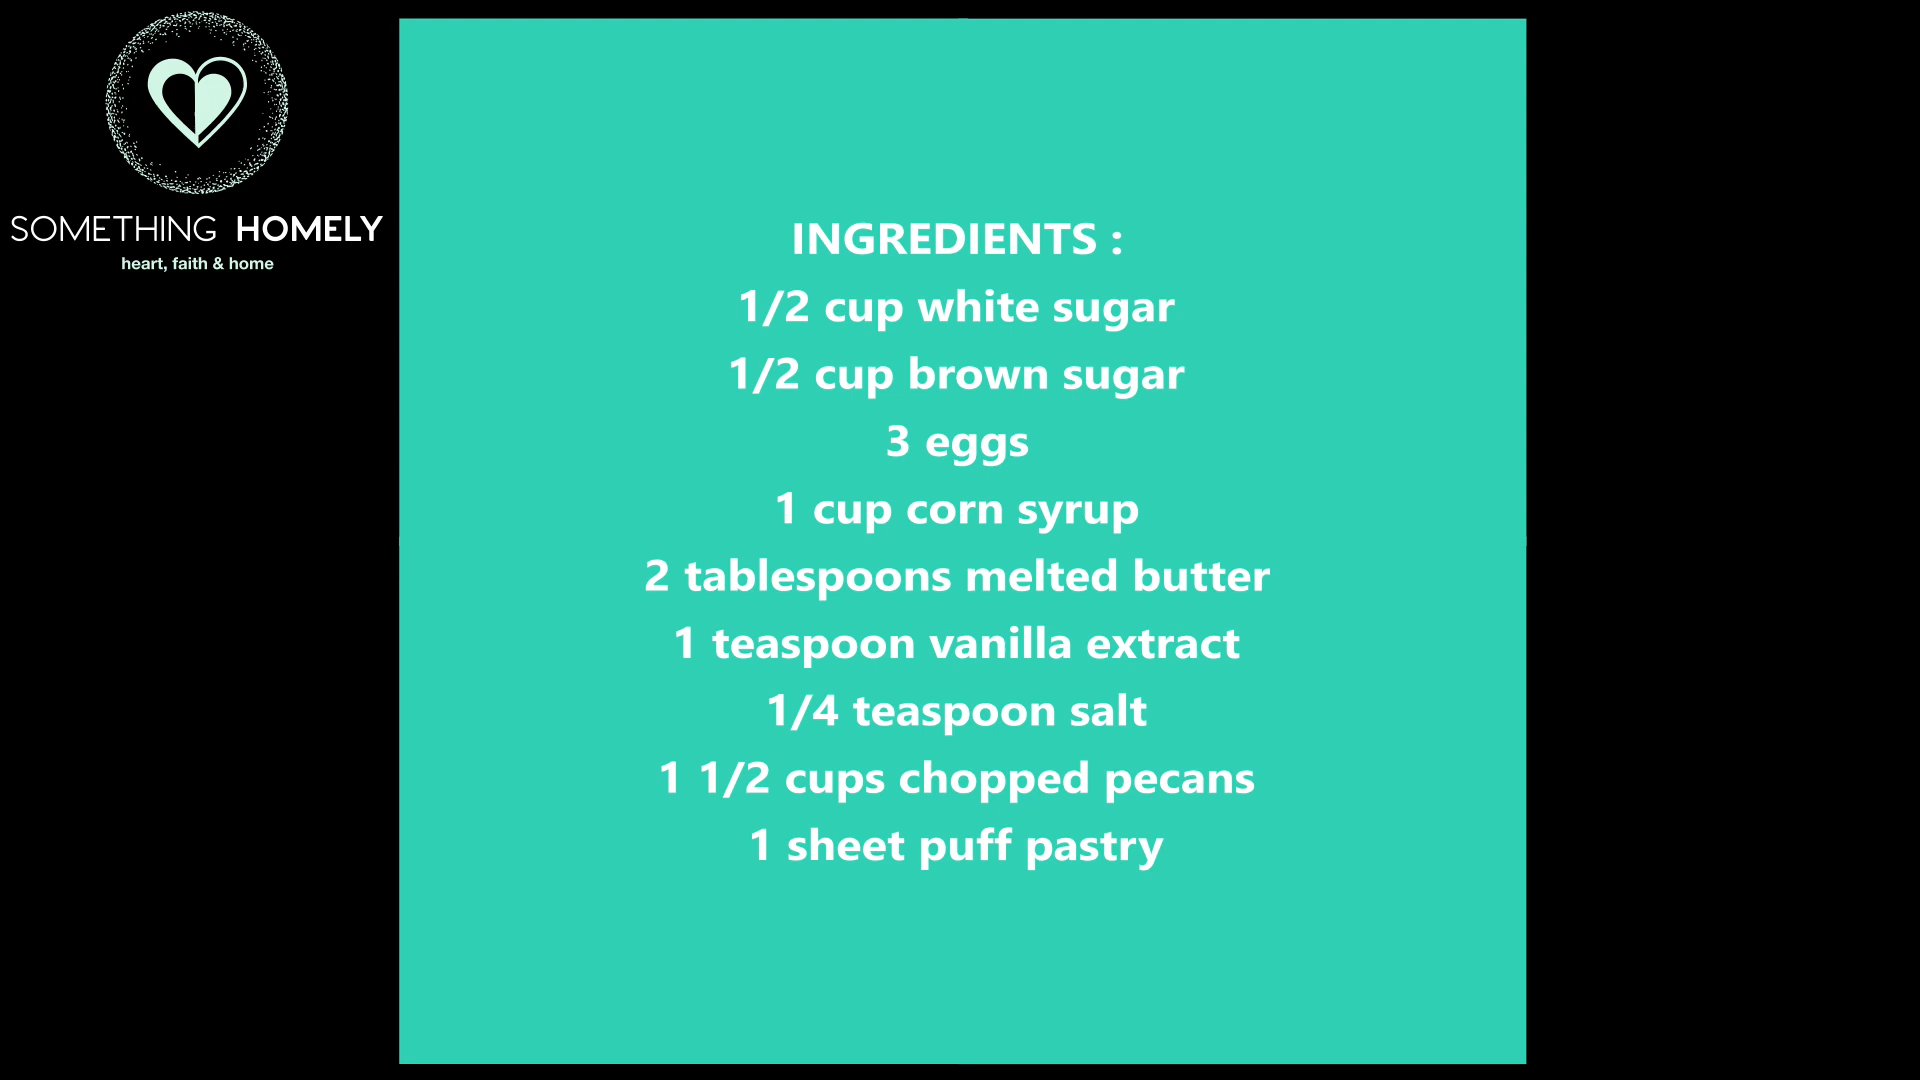 SOMETHING HOMELY
heart, faith & home
INGREDIENTS :
1/2 cup white sugar
1/2 cup brown sugar
3 eggs
1 cup corn syrup
2 tablespoons melted butter
1 teaspoon vanilla extract
1/4 teaspoon salt
1 1/2 cups chopped pecans
1 sheet puff pastry